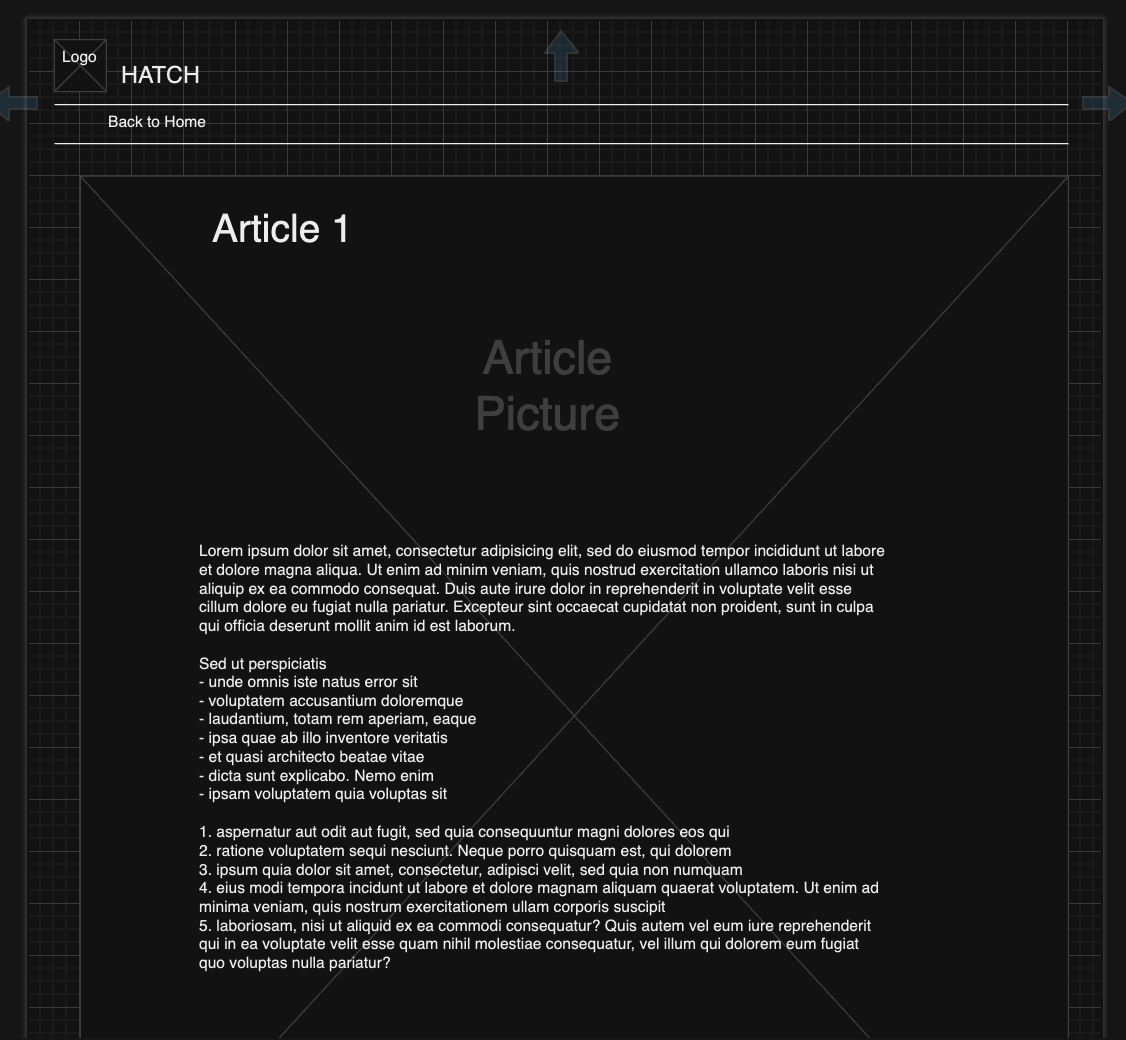 Logo
HATCH
Back to Home
Article 1
Article
Picture
Lorem ipsum dolor sit amet, consectetur adipisicing elit, sed do eiusmod tempor incididunt ut labore
et dolore magna aliqua. Ut enim ad minim veniam, quis nostrud exercitation ullamco laboris nisi ut
aliquip ex ea commodo consequat. Duis aute irure dolor in reprehenderit in voluptate velit esse
cillum dolore eu fugiat nulla pariatur. Excepteur sint occaecat cupidatat non proident, sunt in culpa
qui officia deserunt mollit anim id est laborum.
Sed ut perspiciatis
- unde omnis iste natus error sit
- voluptatem accusantium doloremque
- laudantium, totam rem aperiam, eaque
- ipsa quae ab illo inventore veritatis
- et quasi architecto beatae vitae
- dicta sunt explicabo. Nemo enim
- ipsam voluptatem quia voluptas sit
1. aspernatur aut odit aut fugit, sed quia consequuntur magni dolores eos qui
2. ratione voluptatem sequi nesciunt. Neque porro quisquam est, qui dolorem
3. ipsum quia dolor sit amet, consectetur, adipisci velit, sed quia non numquam
4. eius modi tempora incidunt ut labore et dolore magnam aliquam quaerat voluptatem. Ut enim ad
minima veniam, quis nostrum exercitationem ullam corporis suscipit
5. laboriosam, nisi ut aliquid ex ea commodi consequatur? Quis autem vel eum iure reprehenderit
qui in ea voluptate velit esse quam nihil molestiae consequatur, vel illum qui dolorem eum fugiat
quo voluptas nulla pariatur?